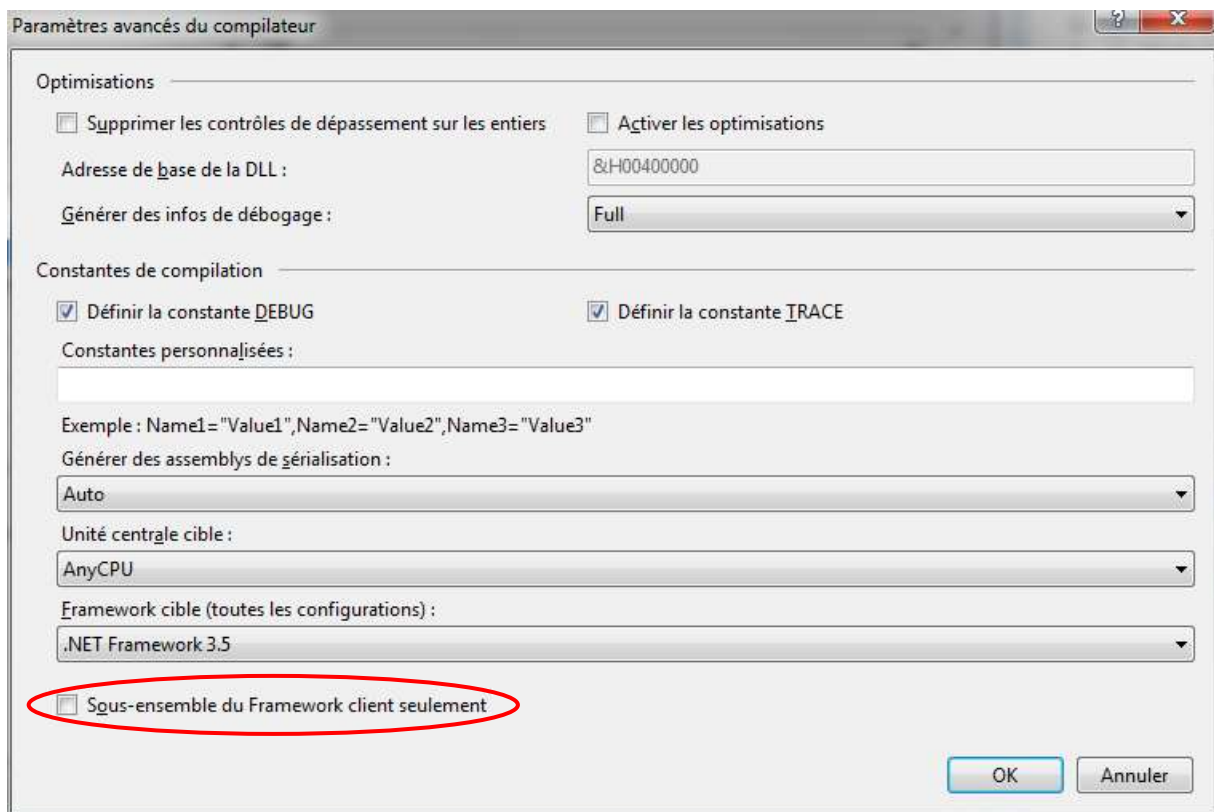 Paramètres avancés du compilateur
Optimisations
Supprimer les contrôles de dépassement sur les entiers
Activer les optimisations
Adresse de base de la DLL :
&H00400000
Générer des infos de débogage :
Full
Constantes de compilation
Définir la constante DEBUG
Définir la constante TRACE
Constantes personnalisées :
Exemple : Name1="Value1",Name2="Value2",Name3="Value3"
Générer des assemblys de sérialisation :
Auto
Unité centrale cible :
AnyCPU
Framework cible (toutes les configurations) :
.NET Framework 3.5
Sous-ensemble du Framework client seulement
OK
Annuler